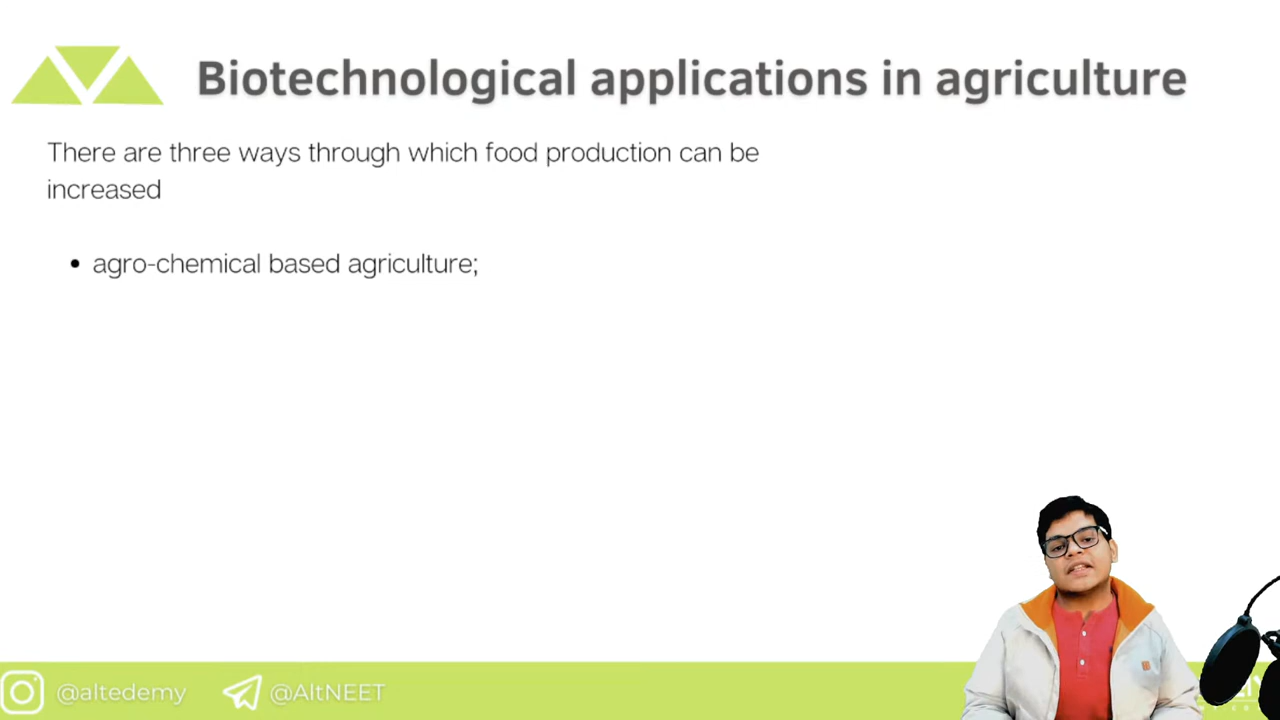 Biotechnological applications in agriculture
There are three ways through which food production can be
increased
• agro-chemical based agriculture;
@altedemy @AltNEET